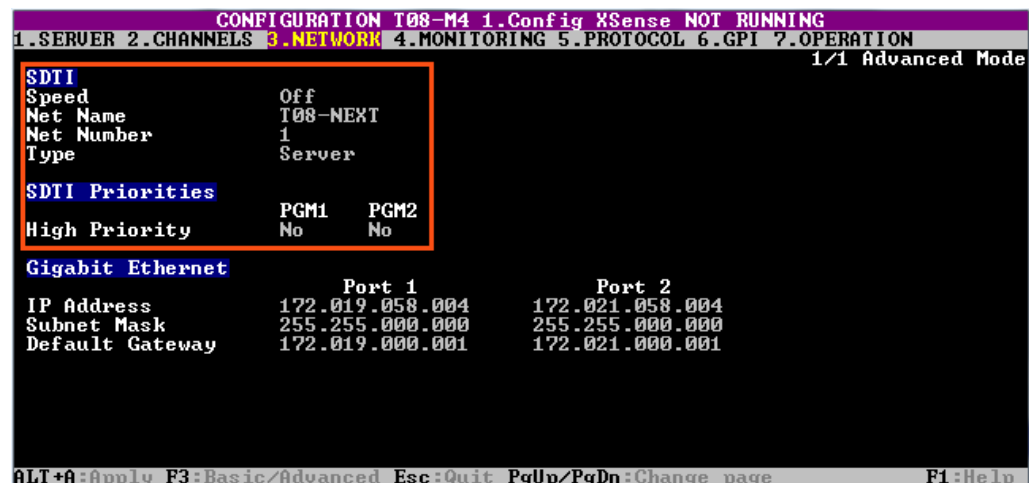 CONFIGURATION T08-M4 1.Config XSense NOT RUNNING
1.SERVER 2.CHANNELS 3.NETWORK 4.MONITORING 5.PROTOCOL 6.GPI 7.OPERATION
1/1 Advanced Mode
SDTI
Speed Off
Net Name T08-NEXT
Net Number 1
Type Server
SDTI Priorities
PGM1 PGM2
High Priority No No
Gigabit Ethernet
Port 1 Port 2
IP Address 172.019.058.004 172.021.058.004
Subnet Mask 255.255.000.000 255.255.000.000
Default Gateway 172.019.000.001 172.021.000.001
ALT+A:Apply F3:Basic/Advanced Esc:Quit PgUp/PgDn:Change page F1:Help